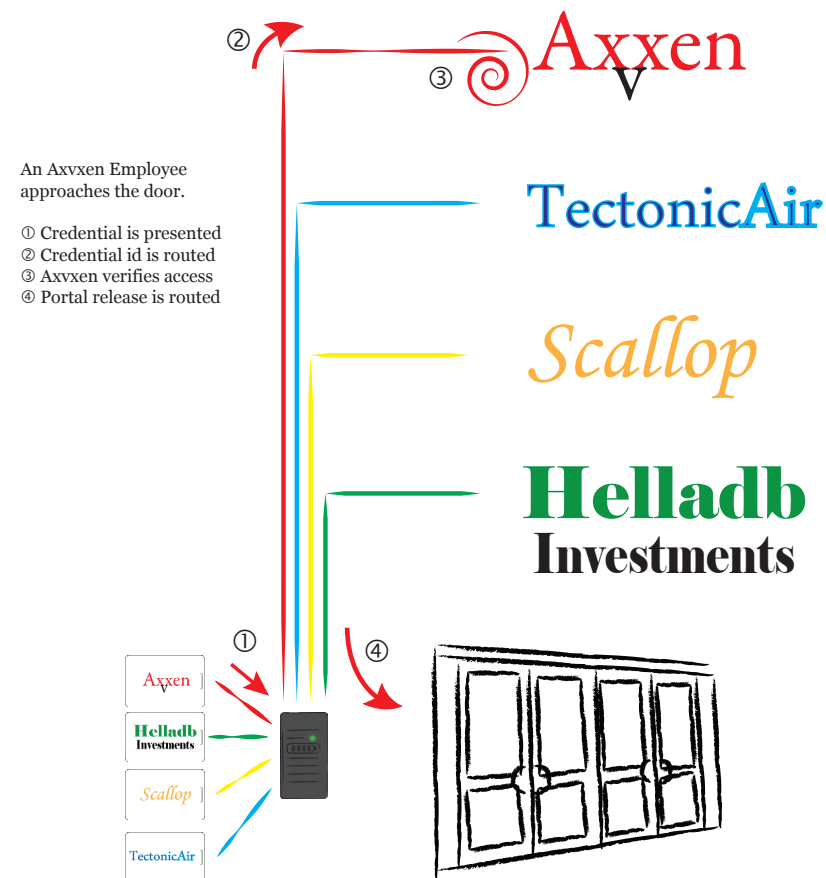 ②
Axxen
v
③
An Axvxen Employee
approaches the door.
① Credential is presented
② Credential id is routed
③ Axvxen verifies access
④ Portal release is routed
TectonicAir
Scallop
Helladb
Investments
①
④
Axxen
v
Helladb
Investments
HID
Scallop
TectonicAir